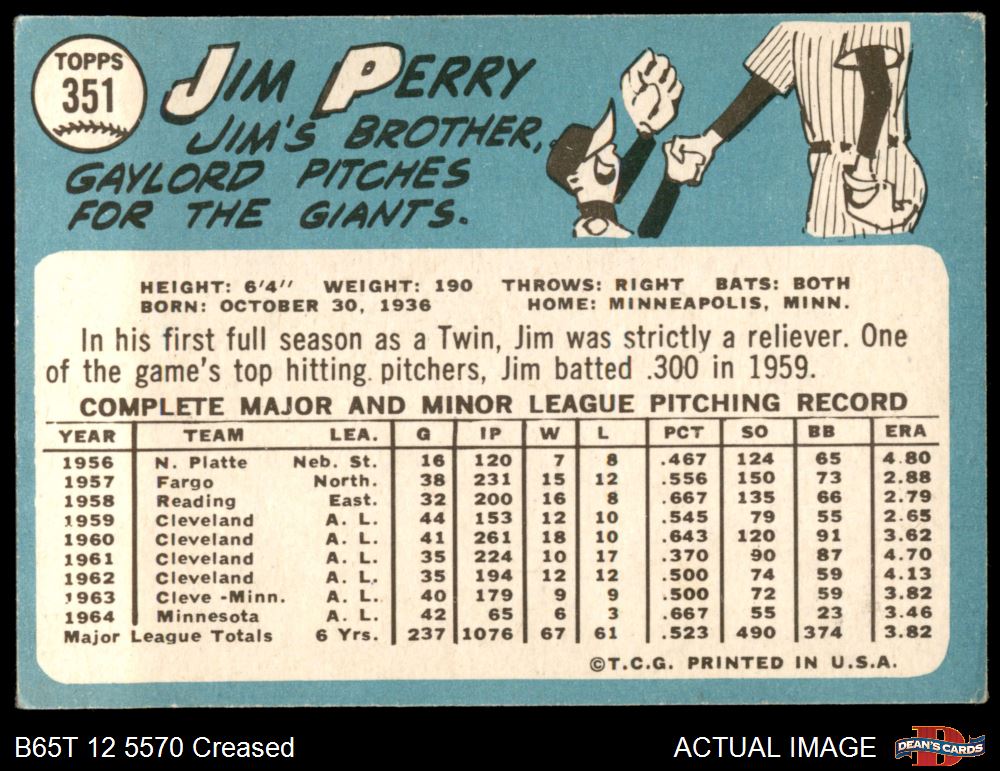 TOPPS
351
JIM PERRY
JIM'S BROTHER,
GAYLORD PITCHES
FOR THE GIANTS.
HEIGHT: 6'4" WEIGHT: 190 THROWS: RIGHT BATS: BOTH
BORN: OCTOBER 30, 1936 HOME: MINNEAPOLIS, MINN.
In his first full season as a Twin, Jim was strictly a reliever. One
of the game's top hitting pitchers, Jim batted .300 in 1959.
COMPLETE MAJOR AND MINOR LEAGUE PITCHING RECORD
YEAR TEAM LEA. G IP W L PCT SO BB ERA
1956 N. Platte Neb. St. 16 120 7 8 .467 124 65 4.80
1957 Fargo North. 38 231 15 12 .556 150 73 2.88
1958 Reading East. 32 200 16 8 .667 135 66 2.79
1959 Cleveland A. L. 44 153 12 10 .545 79 55 2.65
1960 Cleveland A. L. 41 261 18 10 .643 120 91 3.62
1961 Cleveland A. L. 35 224 10 17 .370 90 87 4.70
1962 Cleveland A. L. 35 194 12 12 .500 74 59 4.13
1963 Cleve -Minn. A. L. 40 179 9 9 .500 72 59 3.82
1964 Minnesota A. L. 42 65 6 3 .667 55 23 3.46
Major League Totals 6 Yrs. 237 1076 67 61 .523 490 374 3.82
©T.C.G. PRINTED IN U.S.A.
B65T 12 5570 Creased
ACTUAL IMAGE
D
DEAN'S CARDS